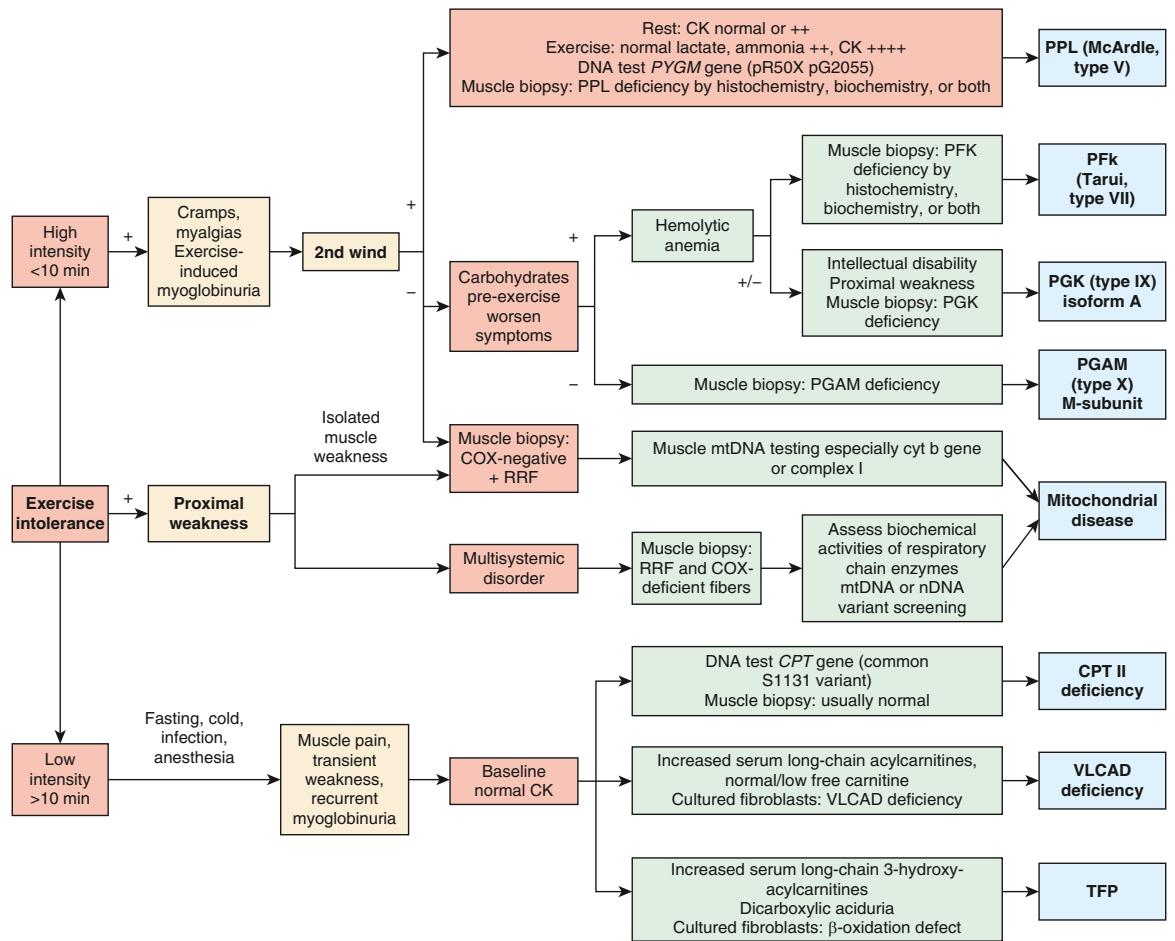 Rest: CK normal or ++
Exercise: normal lactate, ammonia ++, CK ++++
DNA test PYGM gene (pR50X pG2055)
Muscle biopsy: PPL deficiency by histochemistry, biochemistry, or both
PPL (McArdle,
type V)
High
intensity
<10 min
+
Cramps,
myalgias
Exercise-
induced
myoglobinuria
2nd wind
+
–
Carbohydrates
pre-exercise
worsen
symptoms
+
–
Hemolytic
anemia
+/–
Muscle biopsy: PFK
deficiency by
histochemistry,
biochemistry, or both
PFk
(Tarui,
type VII)
Intellectual disability
Proximal weakness
Muscle biopsy: PGK
deficiency
PGK (type IX)
isoform A
Muscle biopsy: PGAM deficiency
PGAM
(type X)
M-subunit
Exercise
intolerance
+
Proximal
weakness
Isolated
muscle
weakness
Muscle biopsy:
COX-negative
+ RRF
Muscle mtDNA testing especially cyt b gene
or complex I
Mitochondrial
disease
Multisystemic
disorder
Muscle biopsy:
RRF and COX-
deficient fibers
Assess biochemical
activities of respiratory
chain enzymes
mtDNA or nDNA
variant screening
Low
intensity
>10 min
Fasting, cold,
infection,
anesthesia
Muscle pain,
transient
weakness,
recurrent
myoglobinuria
Baseline
normal CK
DNA test CPT gene (common
S1131 variant)
Muscle biopsy: usually normal
CPT II
deficiency
Increased serum long-chain acylcarnitines,
normal/low free carnitine
Cultured fibroblasts: VLCAD deficiency
VLCAD
deficiency
Increased serum long-chain 3-hydroxy-
acylcarnitines
Dicarboxylic aciduria
Cultured fibroblasts: β-oxidation defect
TFP